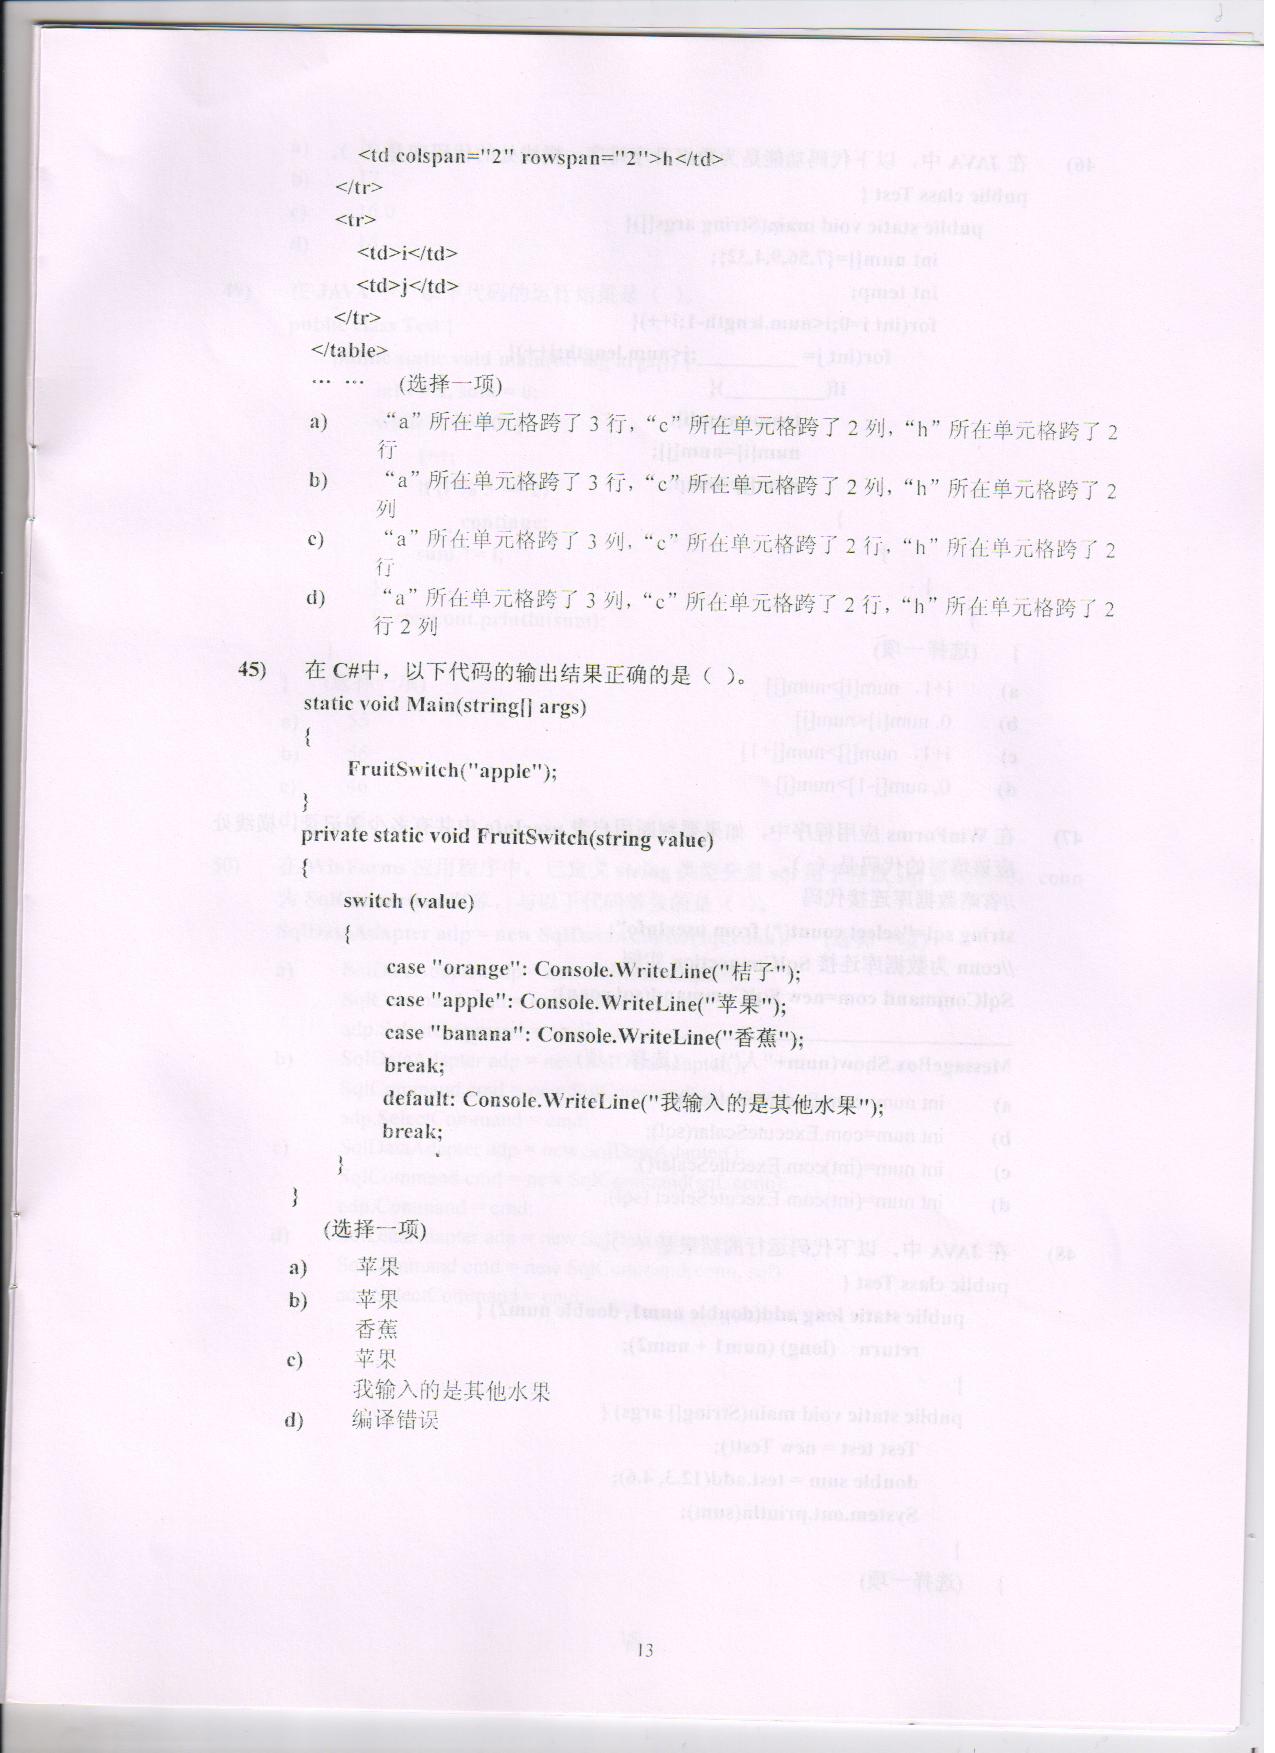 <td colspan="2" rowspan="2">h</td>
</tr>
<tr>
<td>i</td>
<td>j</td>
</tr>
</table>
… … (选择一项)
a) “a”所在单元格跨了 3 行，“c”所在单元格跨了 2 列，“h”所在单元格跨了 2
行
b) “a”所在单元格跨了 3 行，“c”所在单元格跨了 2 列，“h”所在单元格跨了 2
列
c) “a”所在单元格跨了 3 列，“c”所在单元格跨了 2 行，“h”所在单元格跨了 2
行
d) “a”所在单元格跨了 3 列，“c”所在单元格跨了 2 行，“h”所在单元格跨了 2
行 2 列
45) 在 C#中，以下代码的输出结果正确的是（ ）。
static void Main(string[] args)
{
FruitSwitch("apple");
}
private static void FruitSwitch(string value)
{
switch (value)
{
case "orange": Console.WriteLine("桔子");
case "apple": Console.WriteLine("苹果");
case "banana": Console.WriteLine("香蕉");
break;
default: Console.WriteLine("我输入的是其他水果");
break;
}
}
(选择一项)
a) 苹果
b) 苹果
香蕉
c) 苹果
我输入的是其他水果
d) 编译错误
13